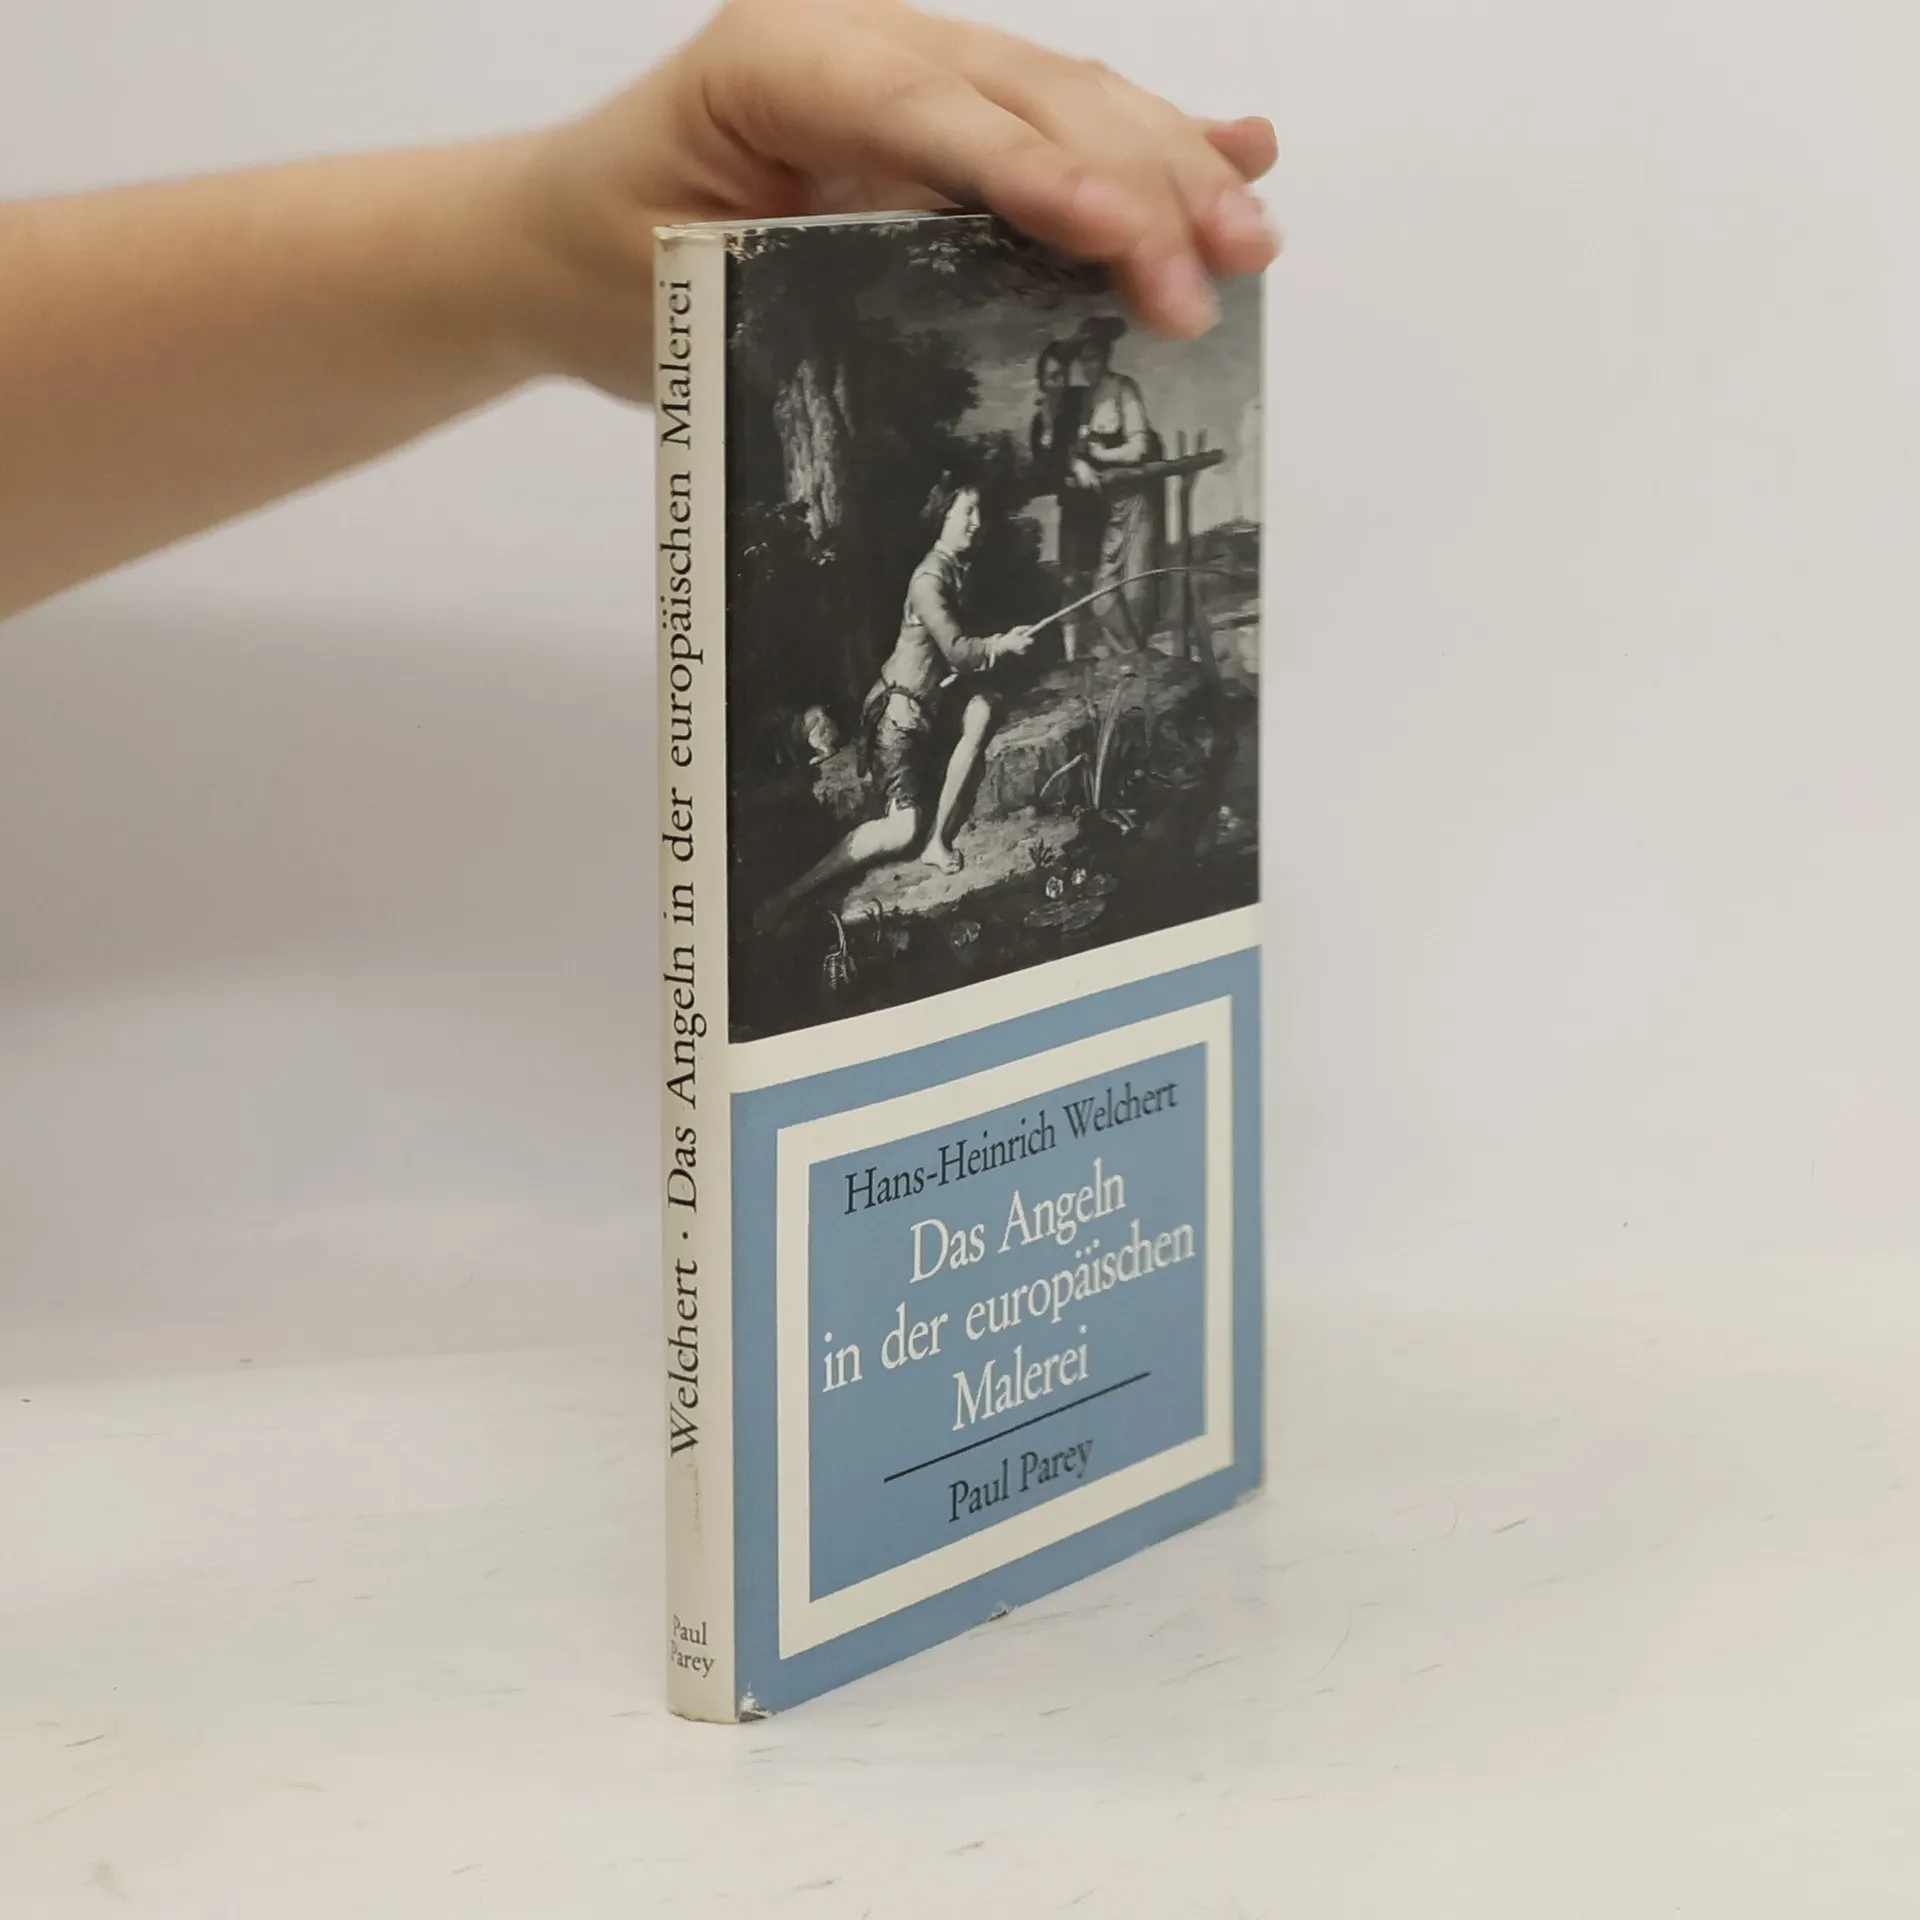 Welchert · Das Angeln in der europäischen Malerei
Paul
Parey
Hans-Heinrich Welchert
Das Angeln
in der europäischen
Malerei
Paul Parey